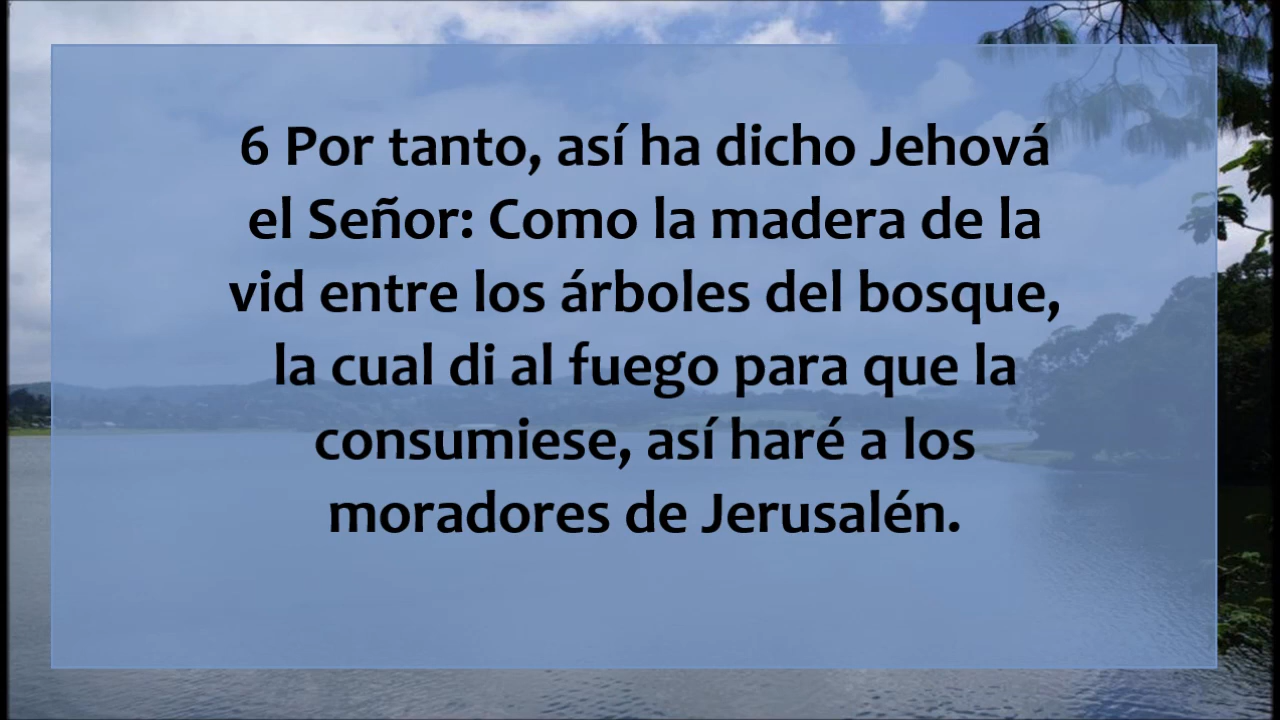 6 Por tanto, así ha dicho Jehová
el Señor: Como la madera de la
vid entre los árboles del bosque,
la cual di al fuego para que la
consumiese, así haré a los
moradores de Jerusalén.